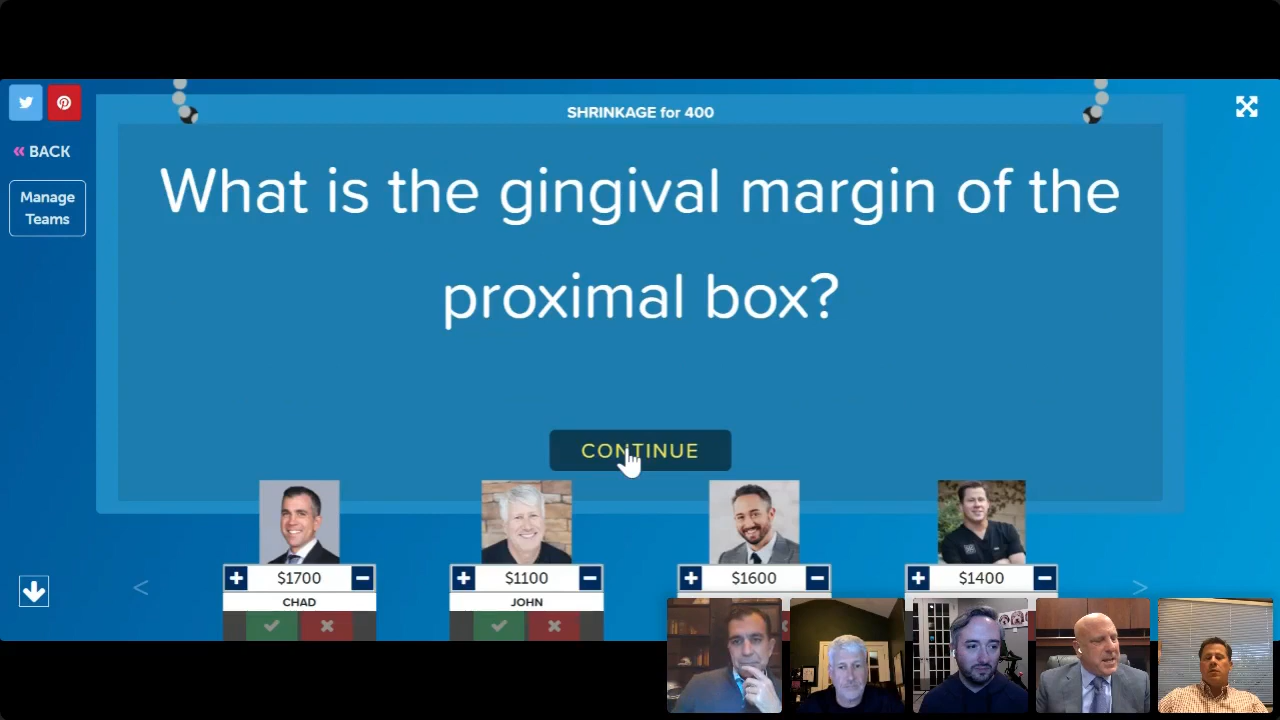 SHRINKAGE for 400
« BACK
Manage
Teams
What is the gingival margin of the
proximal box?
CONTINUE
$1700
$1100
$1600
$1400
CHAD
JOHN